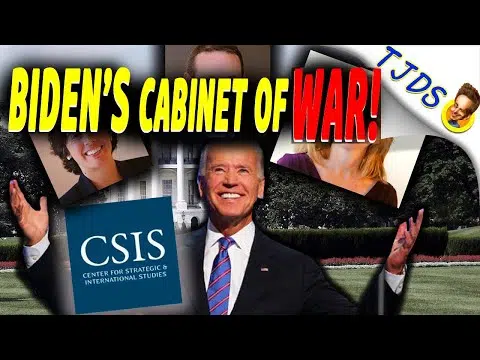 BIDEN'S CABINET OF WAR!
TJDS
CSIS
CENTER FOR STRATEGIC &
INTERNATIONAL STUDIES